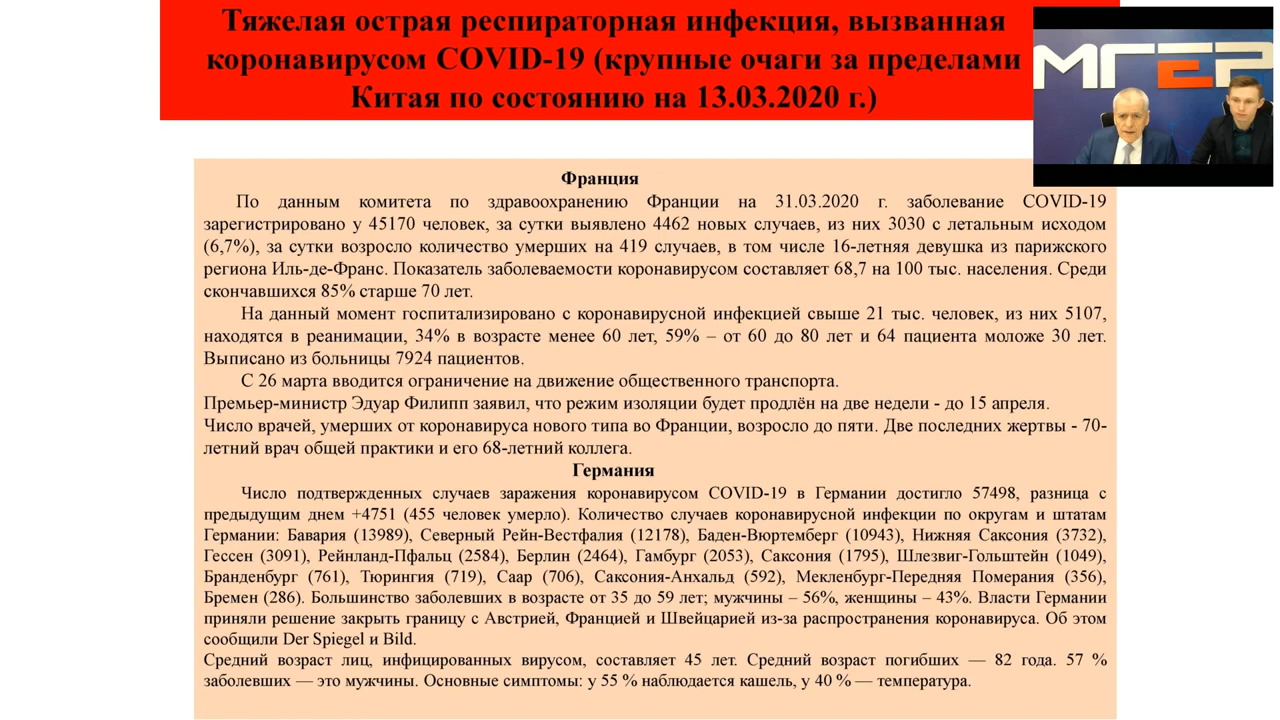 Тяжелая острая респираторная инфекция, вызванная
коронавирусом COVID-19 (крупные очаги за пределами
Китая по состоянию на 13.03.2020 г.)
МГЕР
Франция
По данным комитета по здравоохранению Франции на 31.03.2020 г. заболевание COVID-19
зарегистрировано у 45170 человек, за сутки выявлено 4462 новых случаев, из них 3030 с летальным исходом
(6,7%), за сутки возросло количество умерших на 419 случаев, в том числе 16-летняя девушка из парижского
региона Иль-де-Франс. Показатель заболеваемости коронавирусом составляет 68,7 на 100 тыс. населения. Среди
скончавшихся 85% старше 70 лет.
На данный момент госпитализировано с коронавирусной инфекцией свыше 21 тыс. человек, из них 5107,
находятся в реанимации, 34% в возрасте менее 60 лет, 59% – от 60 до 80 лет и 64 пациента моложе 30 лет.
Выписано из больницы 7924 пациентов.
С 26 марта вводится ограничение на движение общественного транспорта.
Премьер-министр Эдуар Филипп заявил, что режим изоляции будет продлён на две недели - до 15 апреля.
Число врачей, умерших от коронавируса нового типа во Франции, возросло до пяти. Две последних жертвы - 70-
летний врач общей практики и его 68-летний коллега.
Германия
Число подтвержденных случаев заражения коронавирусом COVID-19 в Германии достигло 57498, разница с
предыдущим днем +4751 (455 человек умерло). Количество случаев коронавирусной инфекции по округам и штатам
Германии: Бавария (13989), Северный Рейн-Вестфалия (12178), Баден-Вюртемберг (10943), Нижняя Саксония (3732),
Гессен (3091), Рейнланд-Пфальц (2584), Берлин (2464), Гамбург (2053), Саксония (1795), Шлезвиг-Гольштейн (1049),
Бранденбург (761), Тюрингия (719), Саар (706), Саксония-Анхальд (592), Мекленбург-Передняя Померания (356),
Бремен (286). Большинство заболевших в возрасте от 35 до 59 лет; мужчины – 56%, женщины – 43%. Власти Германии
приняли решение закрыть границу с Австрией, Францией и Швейцарией из-за распространения коронавируса. Об этом
сообщили Der Spiegel и Bild.
Средний возраст лиц, инфицированных вирусом, составляет 45 лет. Средний возраст погибших — 82 года. 57 %
заболевших — это мужчины. Основные симптомы: у 55 % наблюдается кашель, у 40 % — температура.